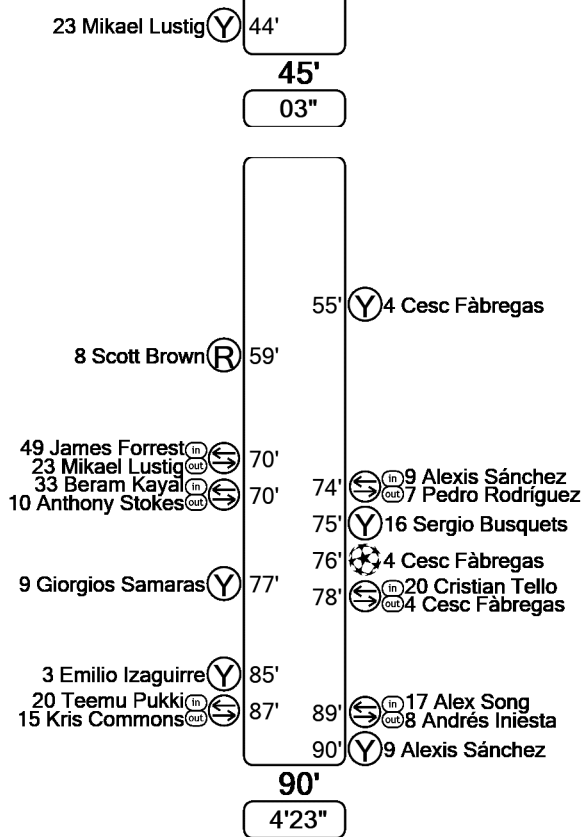 23 Mikael Lustig Y 44'
45'
03"
55' Y 4 Cesc Fàbregas
8 Scott Brown R 59'
49 James Forrest in
23 Mikael Lustig out 70'
33 Beram Kayal in
10 Anthony Stokes out 70'
74' in 9 Alexis Sánchez
out 7 Pedro Rodríguez
75' Y 16 Sergio Busquets
76' 4 Cesc Fàbregas
9 Giorgios Samaras Y 77'
78' in 20 Cristian Tello
out 4 Cesc Fàbregas
3 Emilio Izaguirre Y 85'
20 Teemu Pukki in
15 Kris Commons out 87'
89' in 17 Alex Song
out 8 Andrés Iniesta
90' Y 9 Alexis Sánchez
90'
4'23"